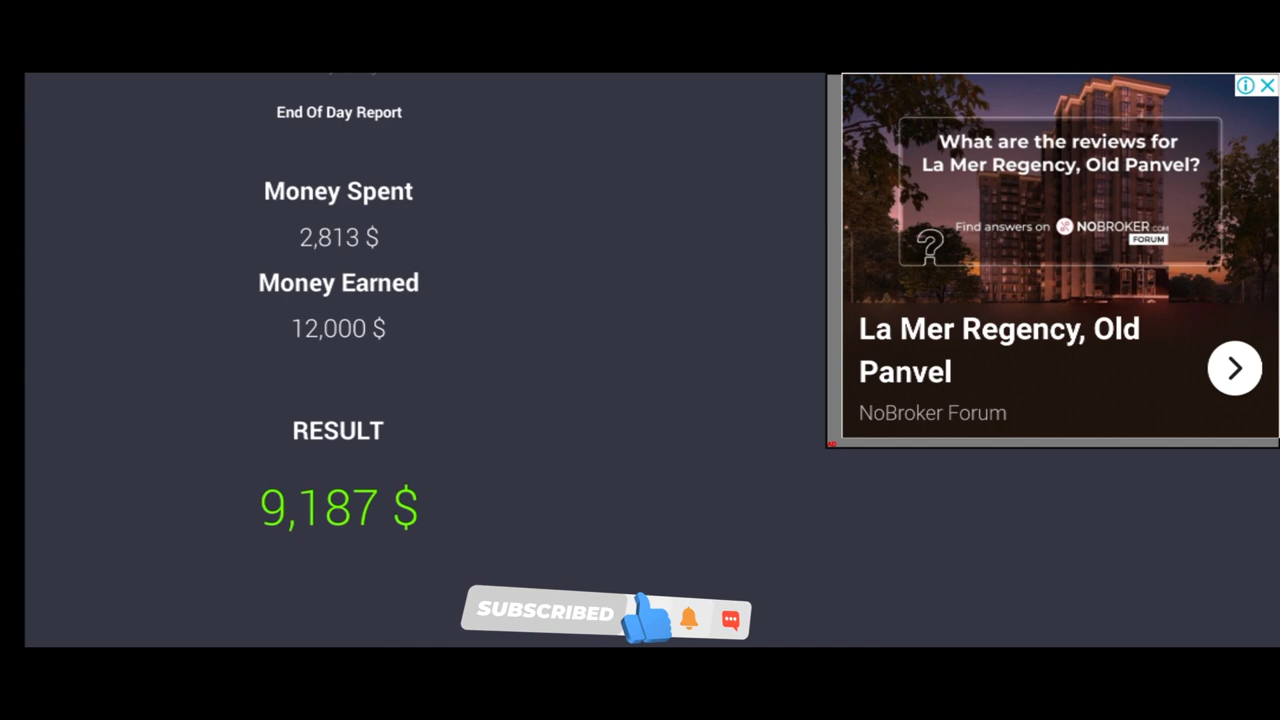 End Of Day Report
Money Spent
2,813 $
Money Earned
12,000 $
RESULT
9,187 $
SUBSCRIBED
What are the reviews for
La Mer Regency, Old Panvel?
Find answers on NOBROKER.COM
FORUM
La Mer Regency, Old
Panvel
NoBroker Forum
AD